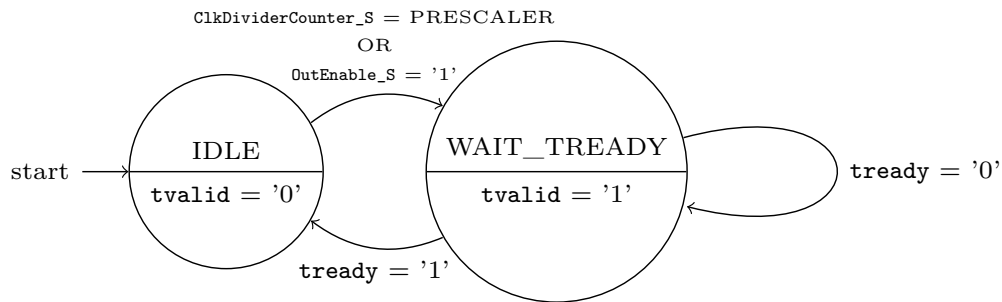 ClkDividerCounter_S = PRESCALER
OR
OutEnable_S = '1'
IDLE
tvalid = '0'
start
WAIT_TREADY
tvalid = '1'
tready = '0'
tready = '1'